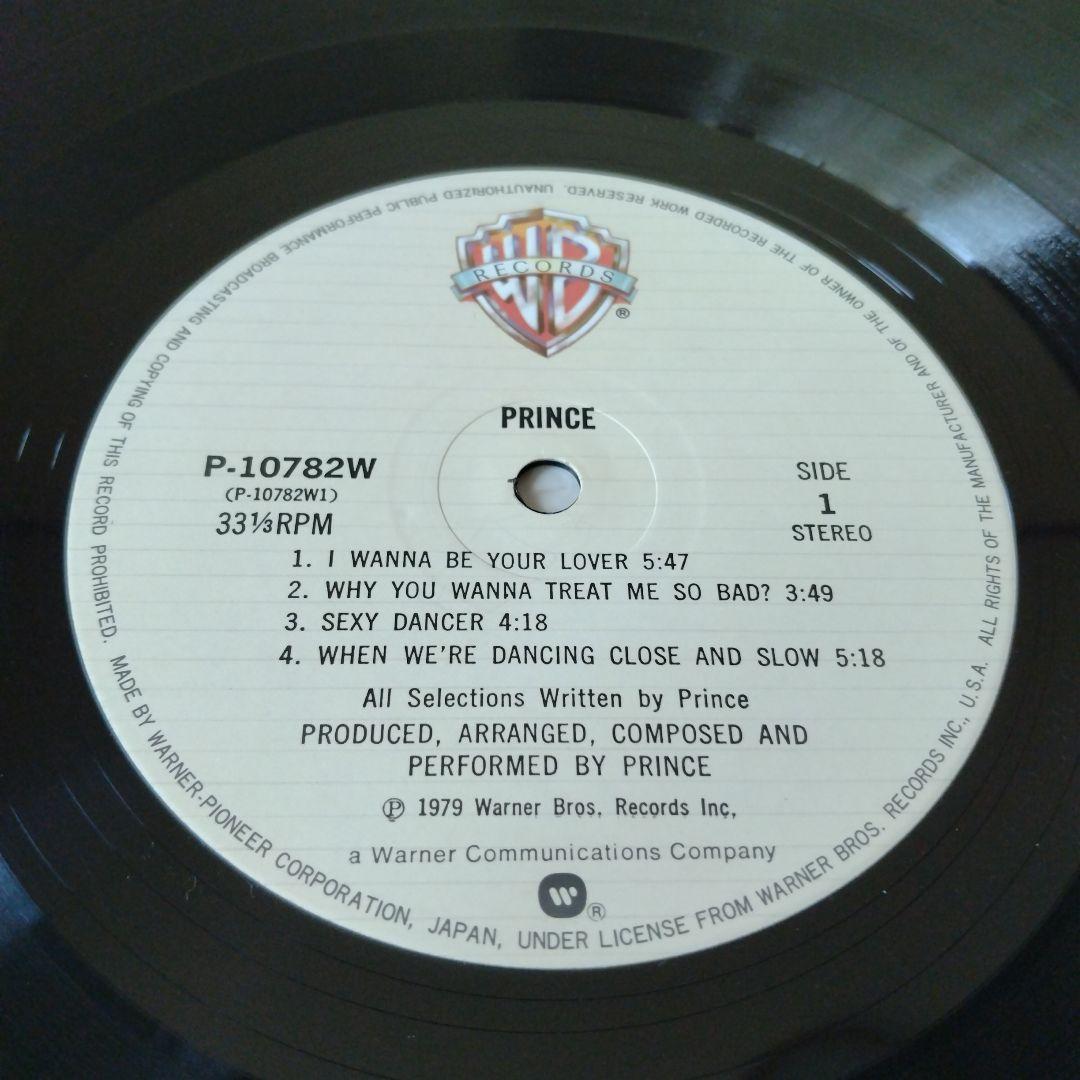 WB
RECORDS
®
PRINCE
P-10782W
(P-10782W1)
33⅓RPM
SIDE
1
STEREO
1. I WANNA BE YOUR LOVER 5:47
2. WHY YOU WANNA TREAT ME SO BAD? 3:49
3. SEXY DANCER 4:18
4. WHEN WE'RE DANCING CLOSE AND SLOW 5:18
All Selections Written by Prince
PRODUCED, ARRANGED, COMPOSED AND
PERFORMED BY PRINCE
℗ 1979 Warner Bros. Records Inc.
a Warner Communications Company
W ®
MADE BY WARNER-PIONEER CORPORATION, JAPAN, UNDER LICENSE FROM WARNER BROS. RECORDS INC., U.S.A. ALL RIGHTS OF THE MANUFACTURER AND OF THE OWNER OF THE RECORDED WORK RESERVED. UNAUTHORIZED PUBLIC PERFORMANCE BROADCASTING AND COPYING OF THIS RECORD PROHIBITED.